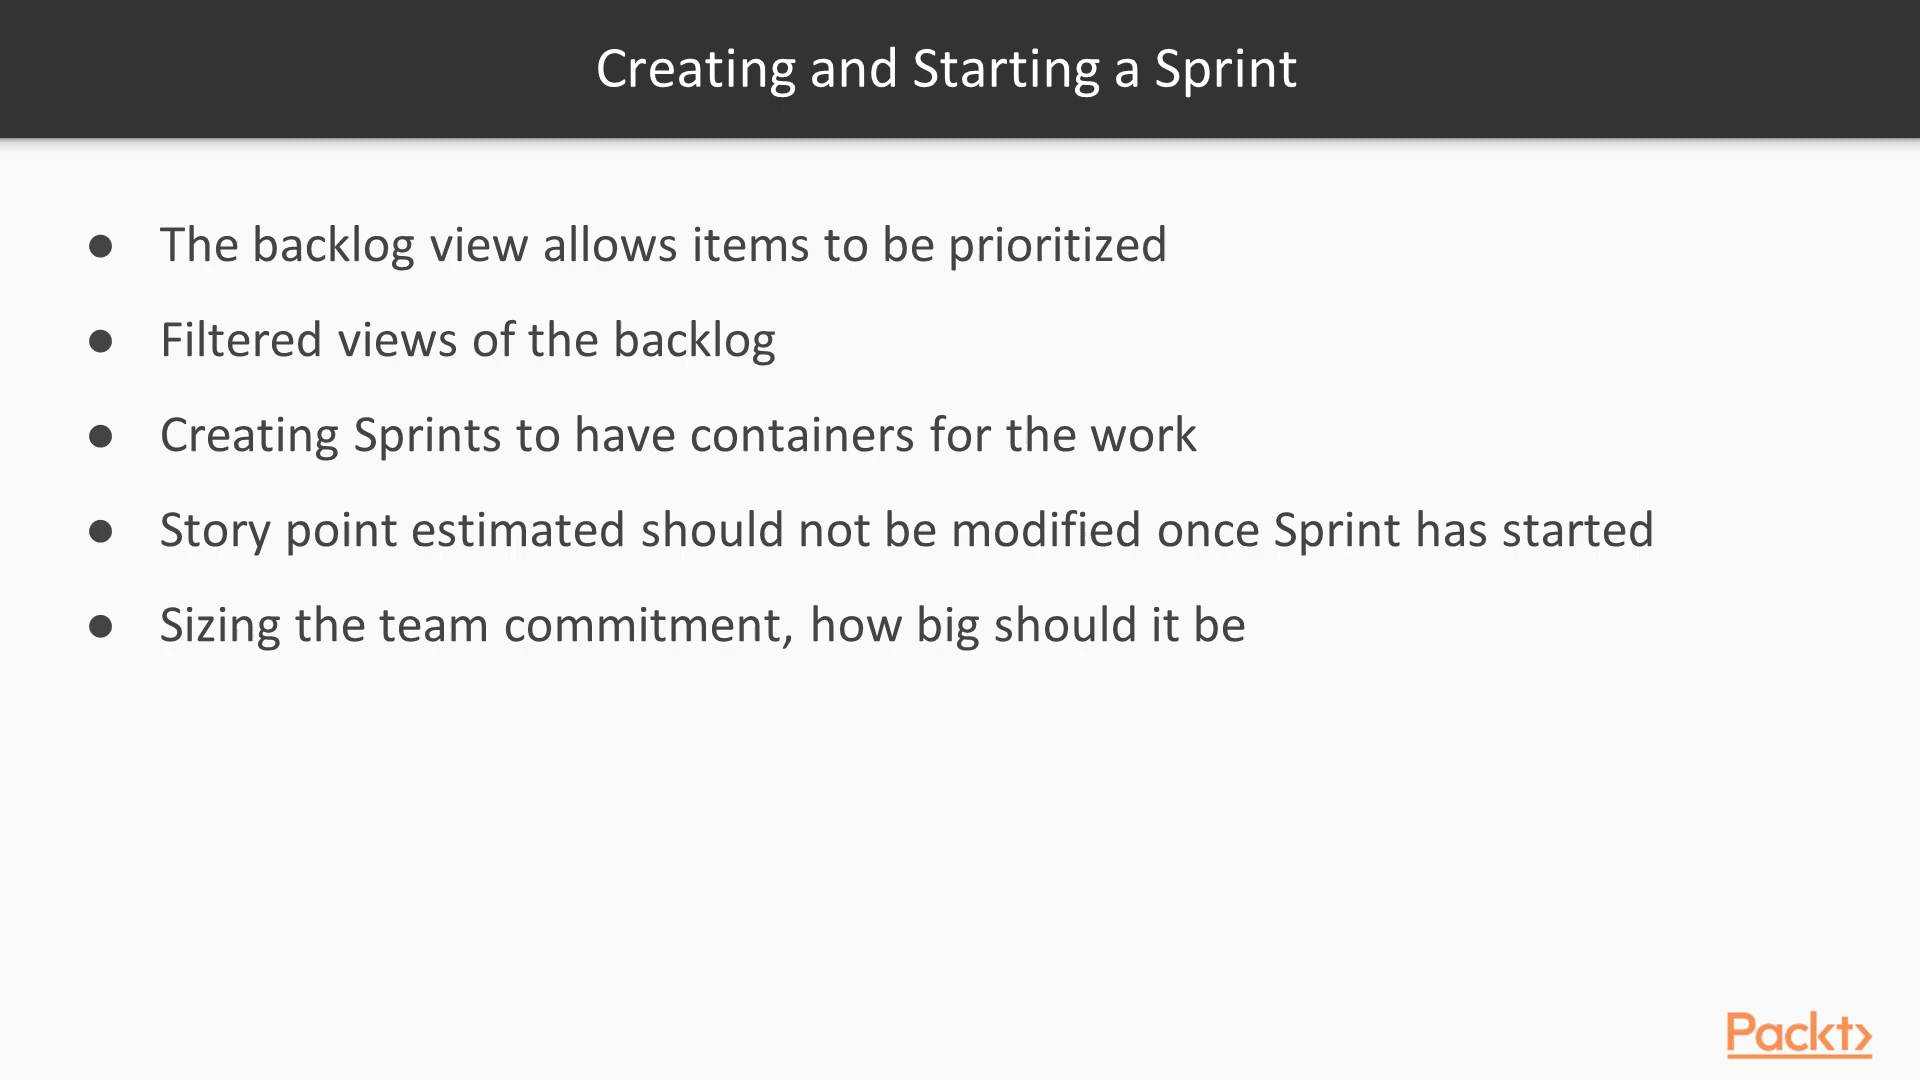 Creating and Starting a Sprint
● The backlog view allows items to be prioritized
● Filtered views of the backlog
● Creating Sprints to have containers for the work
● Story point estimated should not be modified once Sprint has started
● Sizing the team commitment, how big should it be
Packt>